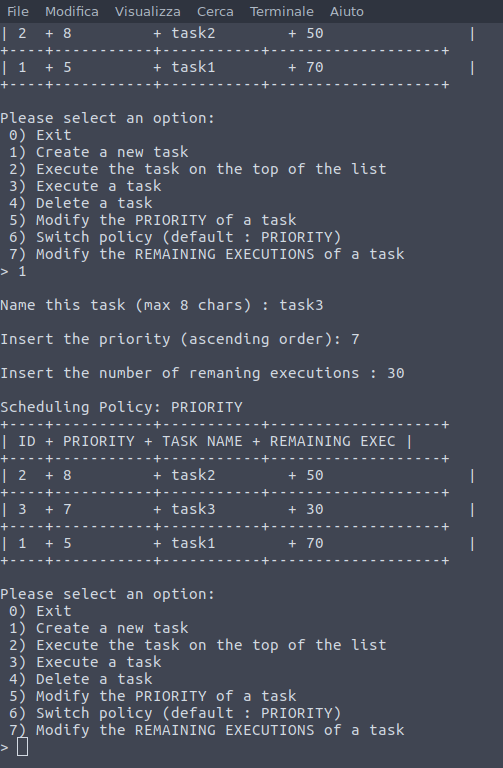 File Modifica Visualizza Cerca Terminale Aiuto
| 2  + 8         + task2        + 50                |
+----+-----------+-----------+-------------------+
| 1  + 5         + task1        + 70                |
+----+-----------+-----------+-------------------+
Please select an option:
 0) Exit
 1) Create a new task
 2) Execute the task on the top of the list
 3) Execute a task
 4) Delete a task
 5) Modify the PRIORITY of a task
 6) Switch policy (default : PRIORITY)
 7) Modify the REMAINING EXECUTIONS of a task
> 1
Name this task (max 8 chars) : task3
Insert the priority (ascending order): 7
Insert the number of remaning executions : 30
Scheduling Policy: PRIORITY
+----+-----------+-----------+-------------------+
| ID + PRIORITY + TASK NAME + REMAINING EXEC |
+----+-----------+-----------+-------------------+
| 2  + 8         + task2        + 50                |
+----+-----------+-----------+-------------------+
| 3  + 7         + task3        + 30                |
+----+-----------+-----------+-------------------+
| 1  + 5         + task1        + 70                |
+----+-----------+-----------+-------------------+
Please select an option:
 0) Exit
 1) Create a new task
 2) Execute the task on the top of the list
 3) Execute a task
 4) Delete a task
 5) Modify the PRIORITY of a task
 6) Switch policy (default : PRIORITY)
 7) Modify the REMAINING EXECUTIONS of a task
>